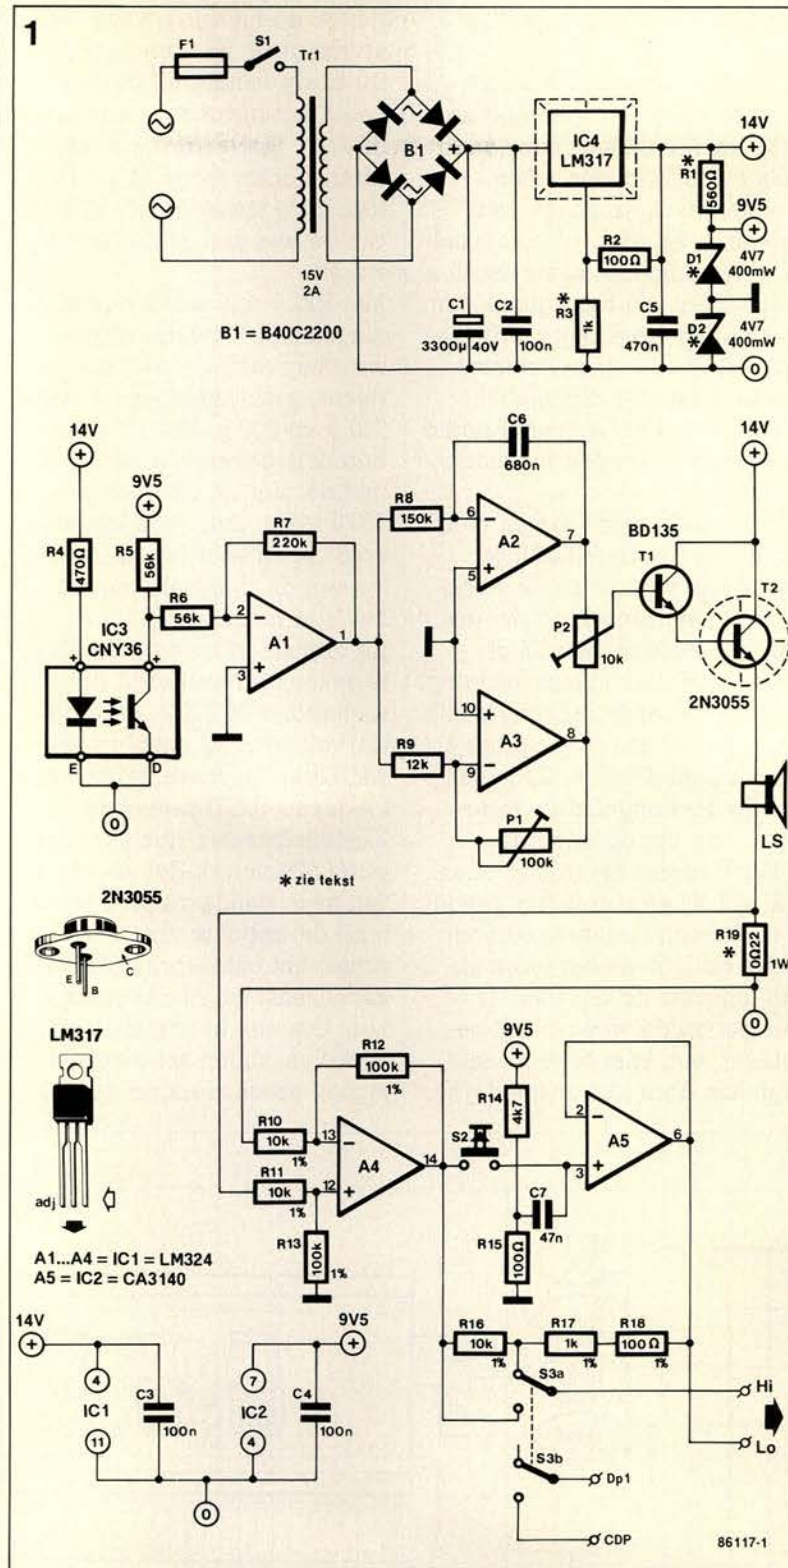 1
F1
S1
Tr1
B1
15V
2A
B1 = B40C2200
C1
3300µ 40V
C2
100n
IC4
LM317
R2
100Ω
*
R3
1k
C5
470n
14V
*
R1
560Ω
9V5
D1
*
4V7
400mW
D2
*
4V7
400mW
0
14V
9V5
R4
470Ω
R5
56k
R6
56k
R7
220k
IC3
CNY36
E
D
0
2
3
1
A1
R8
150k
C6
680n
6
5
7
A2
R9
12k
10
9
8
A3
P1
100k
P2
10k
BD135
T1
14V
T2
2N3055
LS
R19
*
0Ω22
1W
0
* zie tekst
2N3055
E
B
C
LM317
adj
A1...A4 = IC1 = LM324
A5 = IC2 = CA3140
R12
100k
1%
R10
10k
1%
R11
10k
1%
13
12
14
A4
R13
100k
1%
S2
9V5
R14
4k7
C7
47n
R15
100Ω
2
3
6
A5
14V
4
IC1
11
C3
100n
7
IC2
4
C4
100n
9V5
0
R16
10k
1%
R17
1k
1%
R18
100Ω
1%
S3a
Hi
Lo
S3b
Dp1
CDP
86117-1